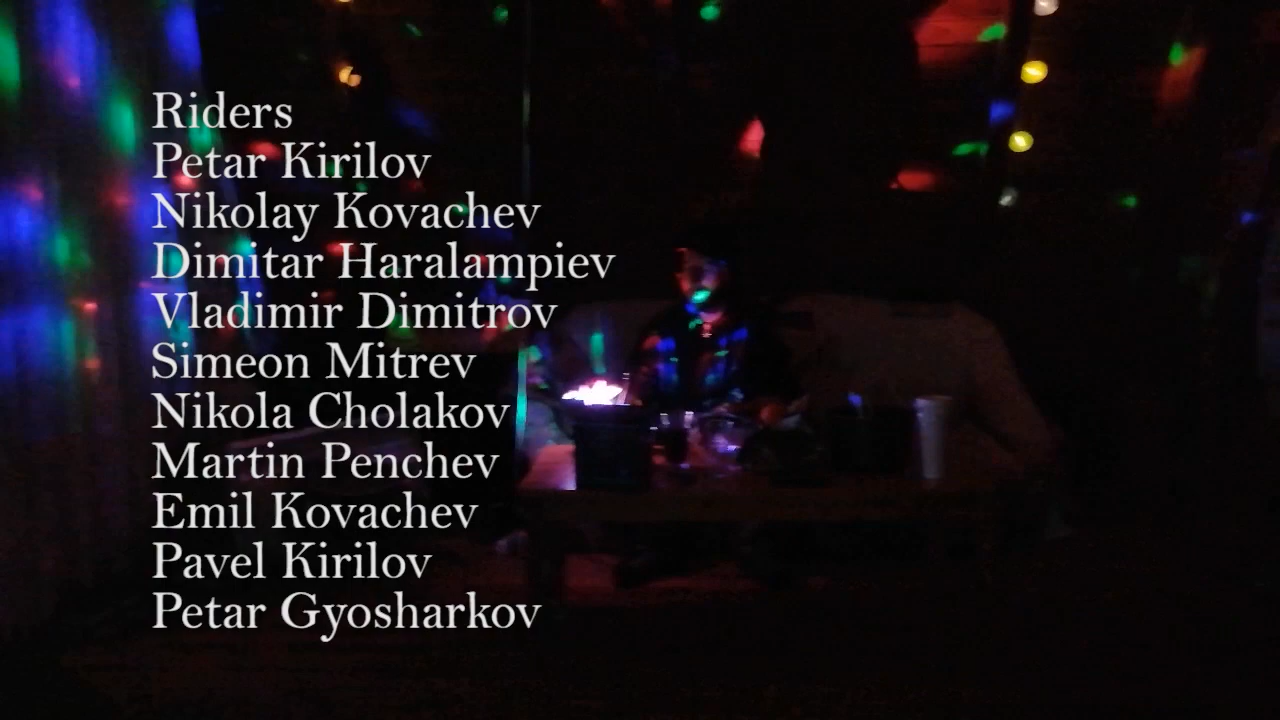 Riders
Petar Kirilov
Nikolay Kovachev
Dimitar Haralampiev
Vladimir Dimitrov
Simeon Mitrev
Nikola Cholakov
Martin Penchev
Emil Kovachev
Pavel Kirilov
Petar Gyosharkov